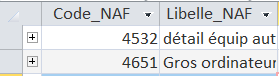 Code_NAF Libelle_NAF
4532 détail équip aut
4651 Gros ordinateur